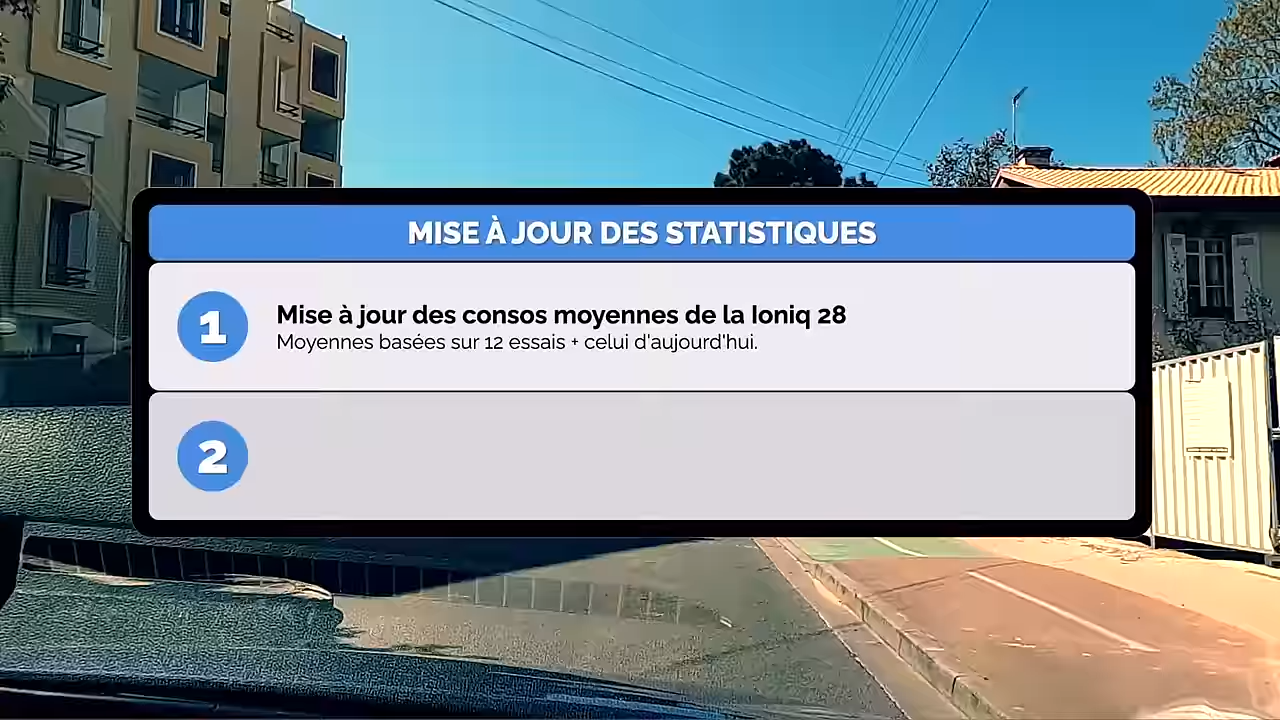 MISE À JOUR DES STATISTIQUES
1
Mise à jour des consos moyennes de la Ioniq 28
Moyennes basées sur 12 essais + celui d'aujourd'hui.
2